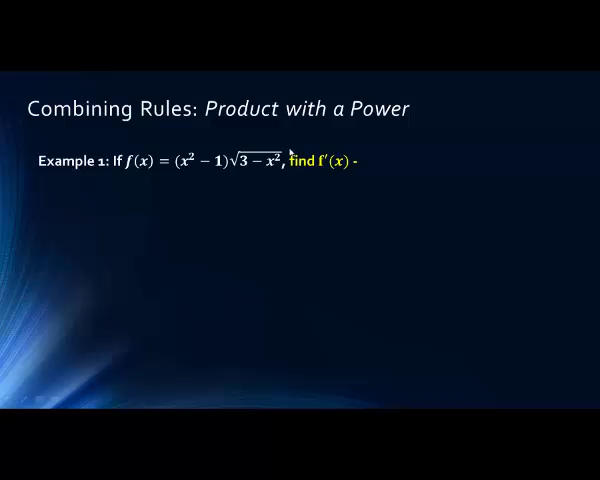 Combining Rules: Product with a Power
Example 1: If f(x) = (x² − 1)√3 − x², find f′(x) -